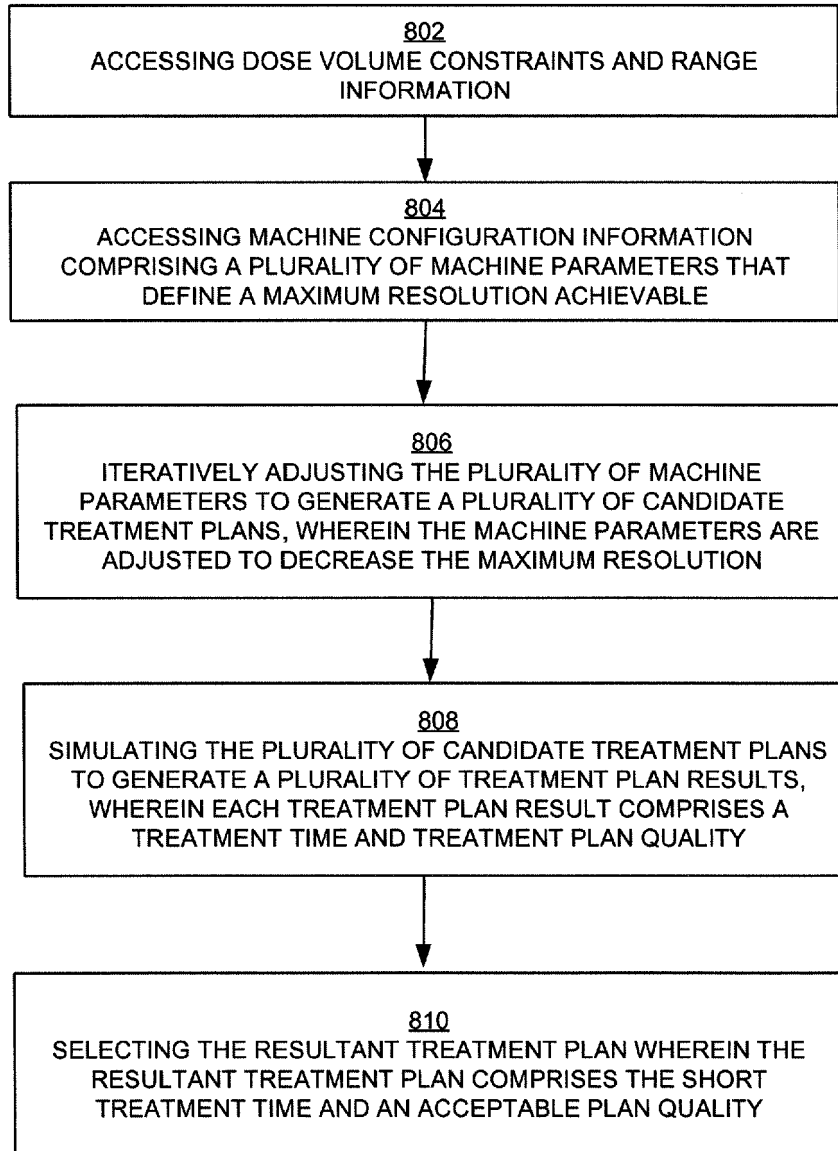 802
ACCESSING DOSE VOLUME CONSTRAINTS AND RANGE
INFORMATION
804
ACCESSING MACHINE CONFIGURATION INFORMATION
COMPRISING A PLURALITY OF MACHINE PARAMETERS THAT
DEFINE A MAXIMUM RESOLUTION ACHIEVABLE
806
ITERATIVELY ADJUSTING THE PLURALITY OF MACHINE
PARAMETERS TO GENERATE A PLURALITY OF CANDIDATE
TREATMENT PLANS, WHEREIN THE MACHINE PARAMETERS ARE
ADJUSTED TO DECREASE THE MAXIMUM RESOLUTION
808
SIMULATING THE PLURALITY OF CANDIDATE TREATMENT PLANS
TO GENERATE A PLURALITY OF TREATMENT PLAN RESULTS,
WHEREIN EACH TREATMENT PLAN RESULT COMPRISES A
TREATMENT TIME AND TREATMENT PLAN QUALITY
810
SELECTING THE RESULTANT TREATMENT PLAN WHEREIN THE
RESULTANT TREATMENT PLAN COMPRISES THE SHORT
TREATMENT TIME AND AN ACCEPTABLE PLAN QUALITY